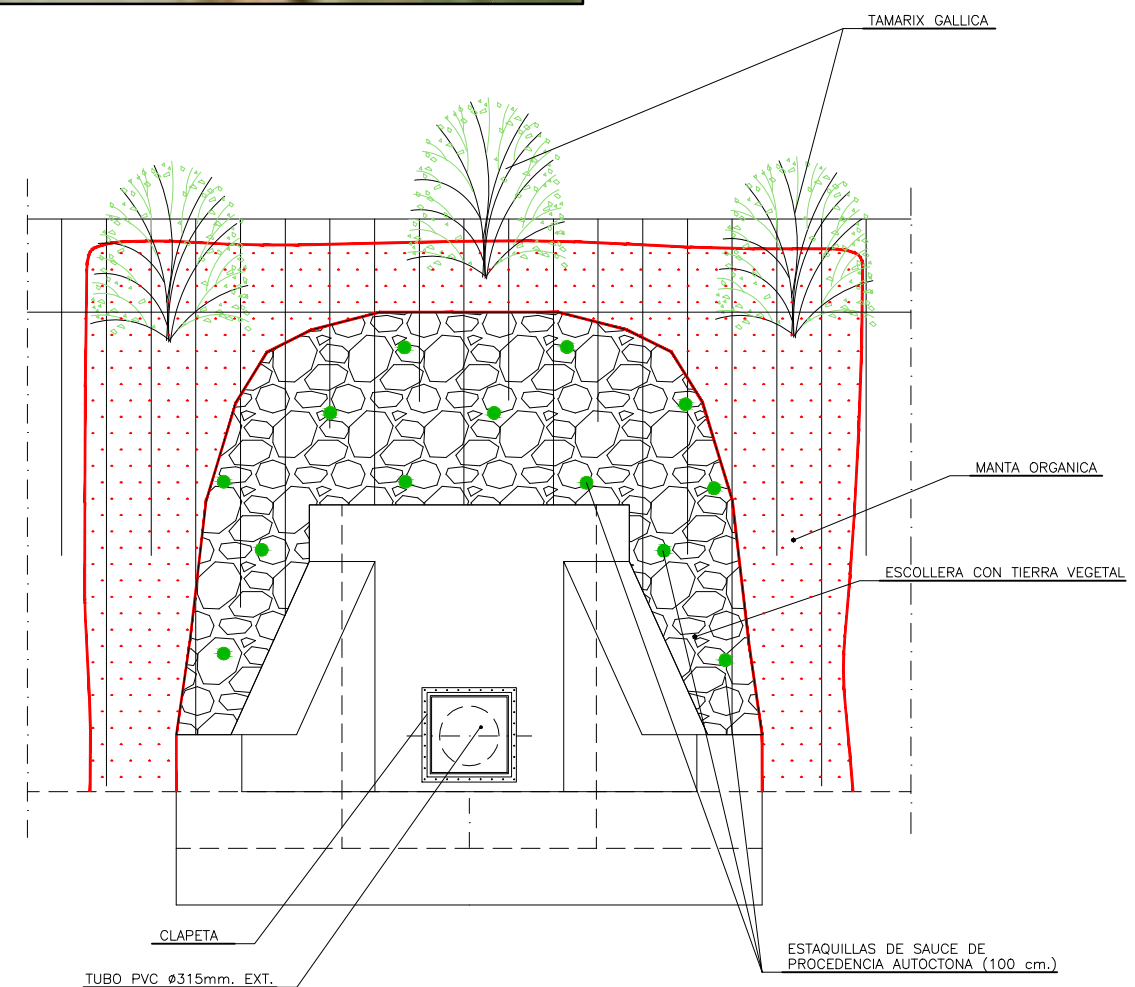 TAMARIX GALLICA
MANTA ORGANICA
ESCOLLERA CON TIERRA VEGETAL
CLAPETA
ESTAQUILLAS DE SAUCE DE
PROCEDENCIA AUTOCTONA (100 cm.)
TUBO PVC Ø315mm. EXT.